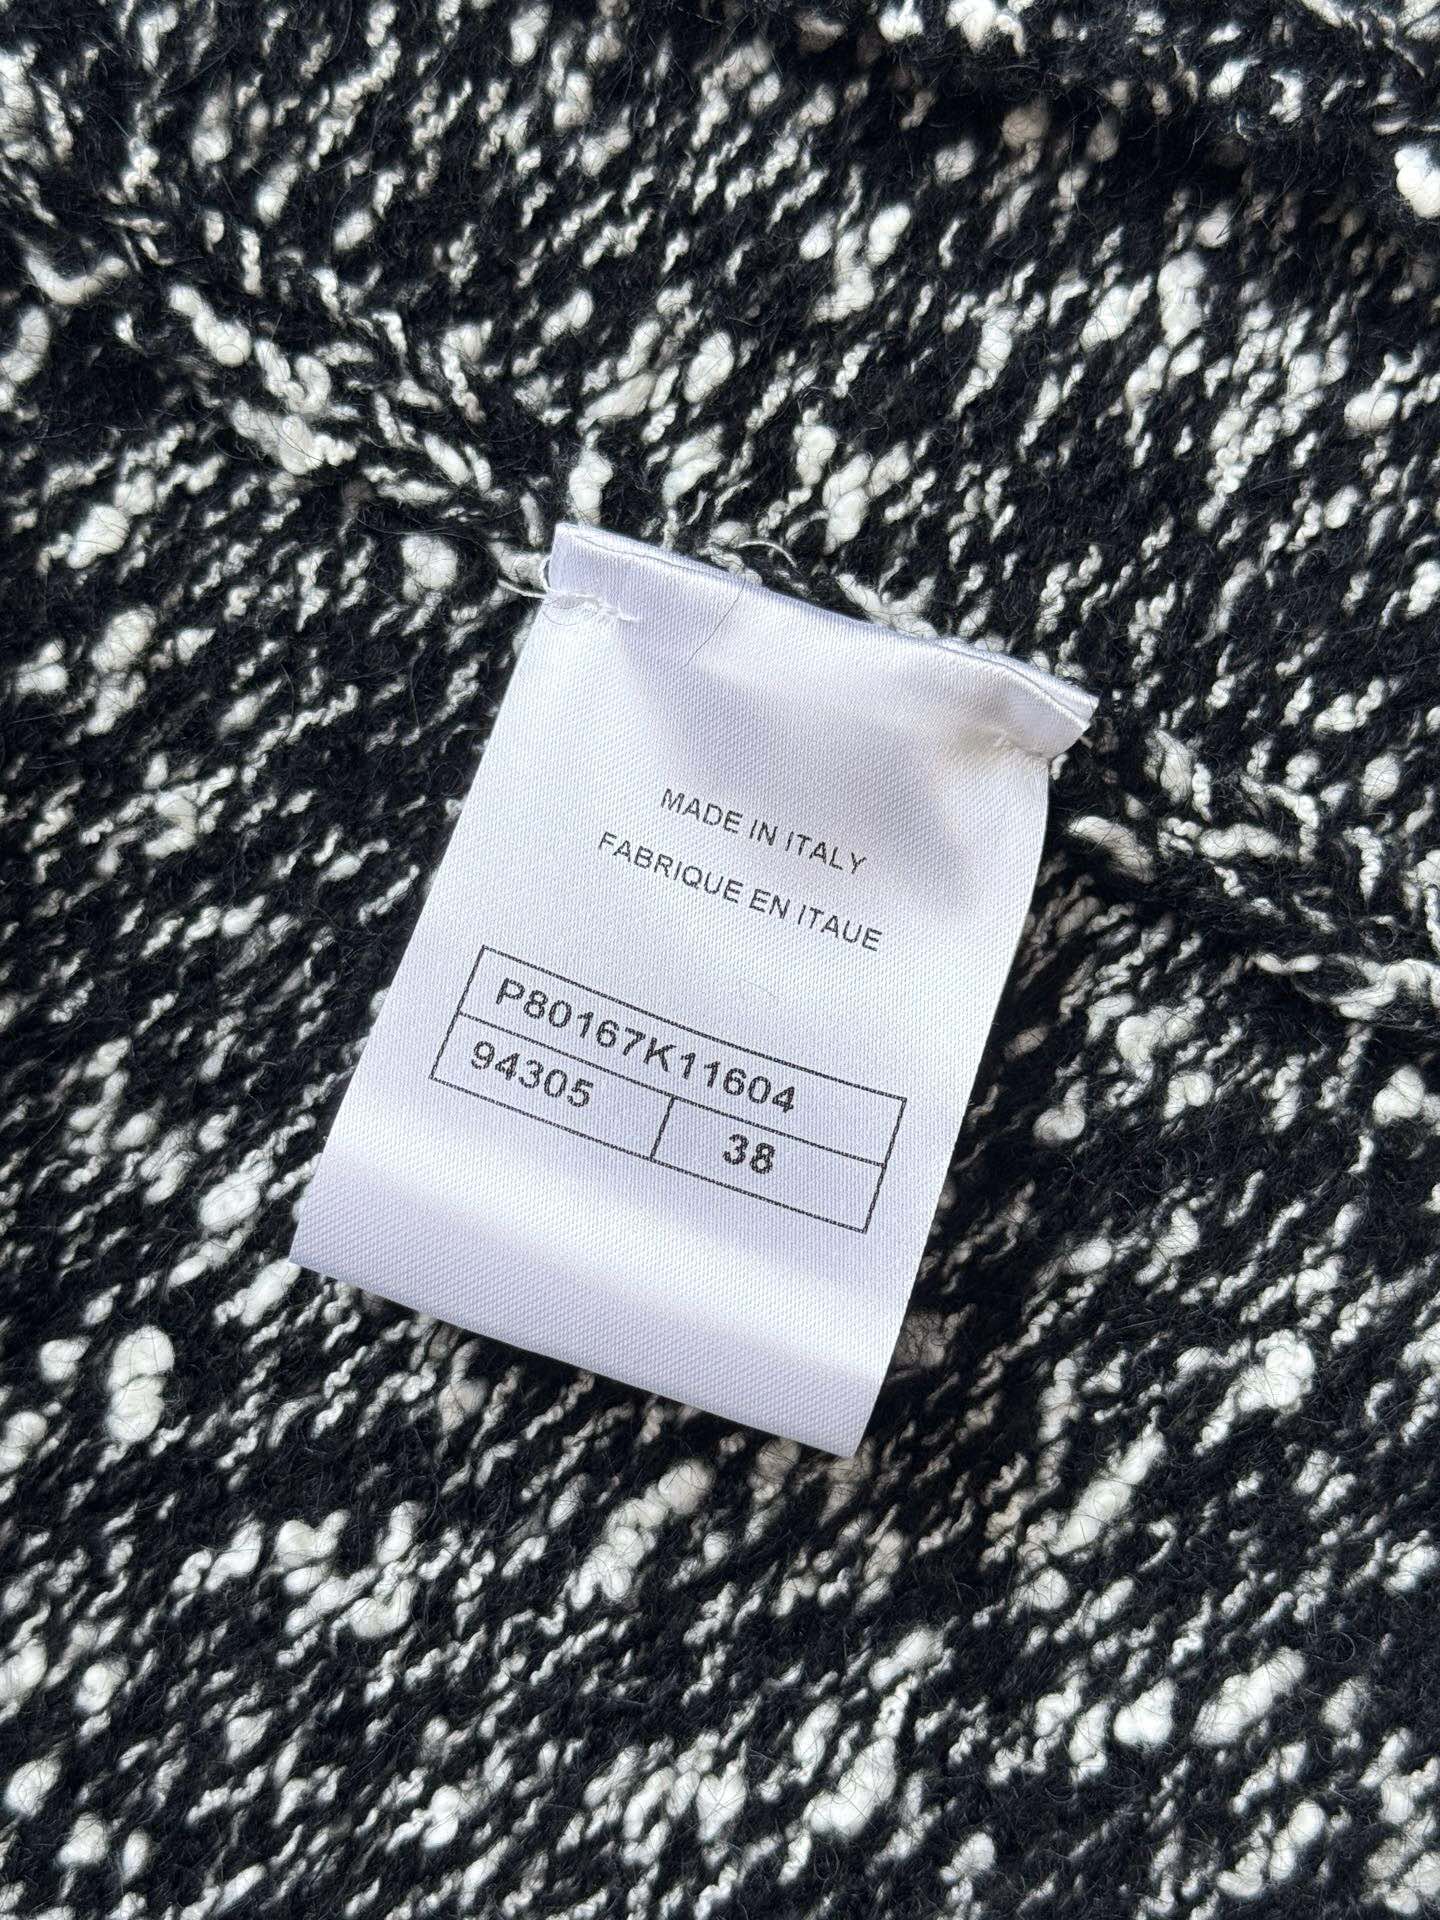 MADE IN ITALY
FABRIQUE EN ITAUE
P80167K11604
94305 38